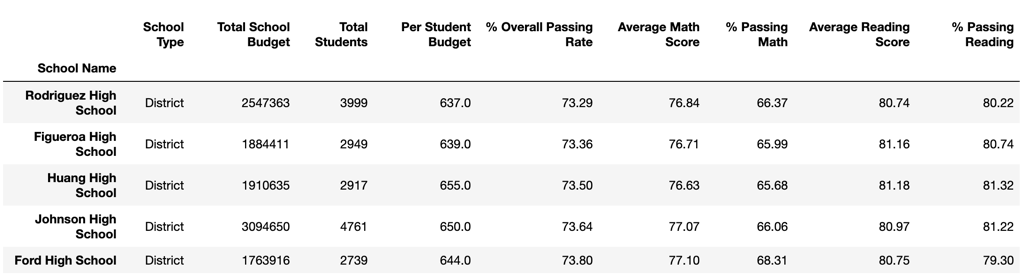 School Type Total School Budget Total Students Per Student Budget % Overall Passing Rate Average Math Score % Passing Math Average Reading Score % Passing Reading
School Name
Rodriguez High School District 2547363 3999 637.0 73.29 76.84 66.37 80.74 80.22
Figueroa High School District 1884411 2949 639.0 73.36 76.71 65.99 81.16 80.74
Huang High School District 1910635 2917 655.0 73.50 76.63 65.68 81.18 81.32
Johnson High School District 3094650 4761 650.0 73.64 77.07 66.06 80.97 81.22
Ford High School District 1763916 2739 644.0 73.80 77.10 68.31 80.75 79.30